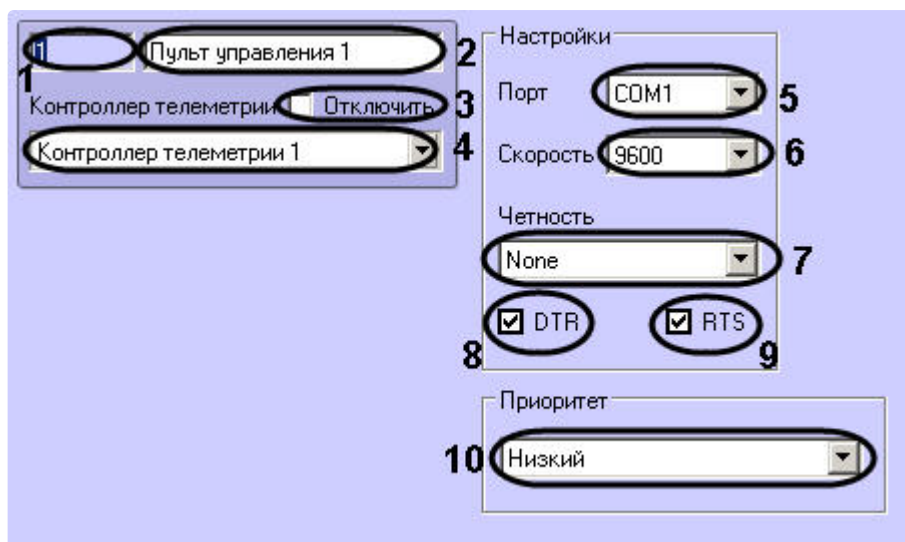 1 Пульт управления 1 2
1
Контроллер телеметрии Отключить 3
Контроллер телеметрии 1 4
Настройки
Порт COM1 5
Скорость 9600 6
Четность
None 7
DTR RTS
8 9
Приоритет
10 Низкий